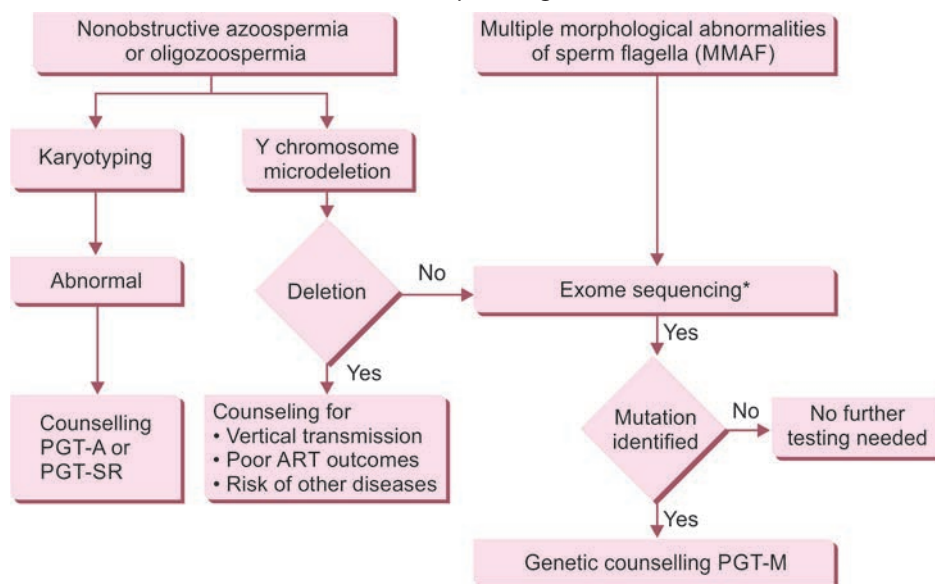 Nonobstructive azoospermia
or oligozoospermia
Multiple morphological abnormalities
of sperm flagella (MMAF)
Karyotyping
Y chromosome
microdeletion
Abnormal
Deletion
No
Exome sequencing*
Yes
Yes
Counselling
PGT-A or
PGT-SR
Counseling for
• Vertical transmission
• Poor ART outcomes
• Risk of other diseases
Mutation
identified
No
No further
testing needed
Yes
Genetic counselling PGT-M